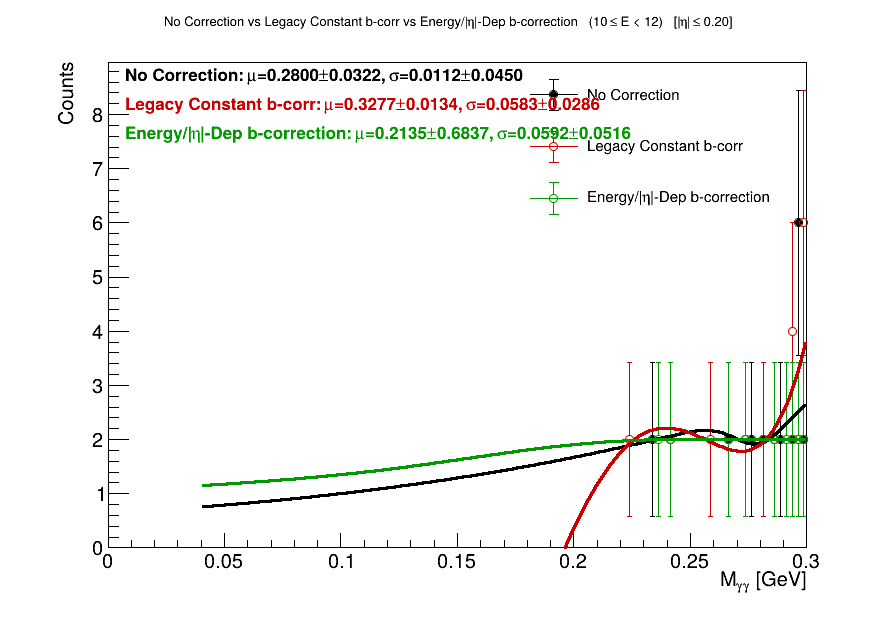 No Correction vs Legacy Constant b-corr vs Energy/|η|-Dep b-correction (10 ≤ E < 12) [|η| ≤ 0.20]
Counts
No Correction: μ=0.2800±0.0322, σ=0.0112±0.0450
Legacy Constant b-corr: μ=0.3277±0.0134, σ=0.0583±0.0286
Energy/|η|-Dep b-correction: μ=0.2135±0.6837, σ=0.0592±0.0516
No Correction
Legacy Constant b-corr
Energy/|η|-Dep b-correction
8
7
6
5
4
3
2
1
0
0 0.05 0.1 0.15 0.2 0.25 0.3
Mγγ [GeV]